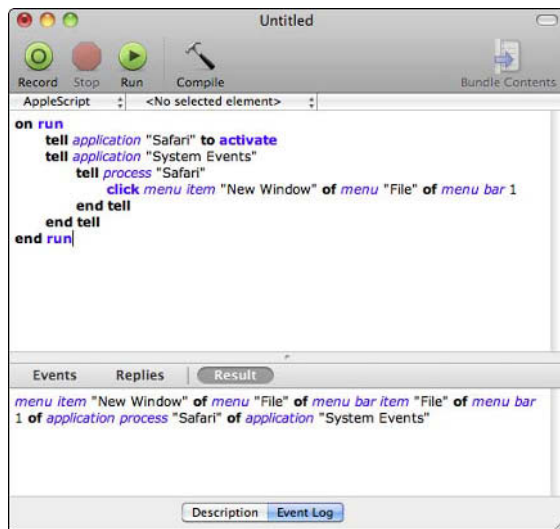 Untitled
Record Stop Run Compile Bundle Contents
AppleScript <No selected element>
on run
tell application "Safari" to activate
tell application "System Events"
tell process "Safari"
click menu item "New Window" of menu "File" of menu bar 1
end tell
end tell
end run
Events Replies Result
menu item "New Window" of menu "File" of menu bar item "File" of menu bar
1 of application process "Safari" of application "System Events"
Description Event Log